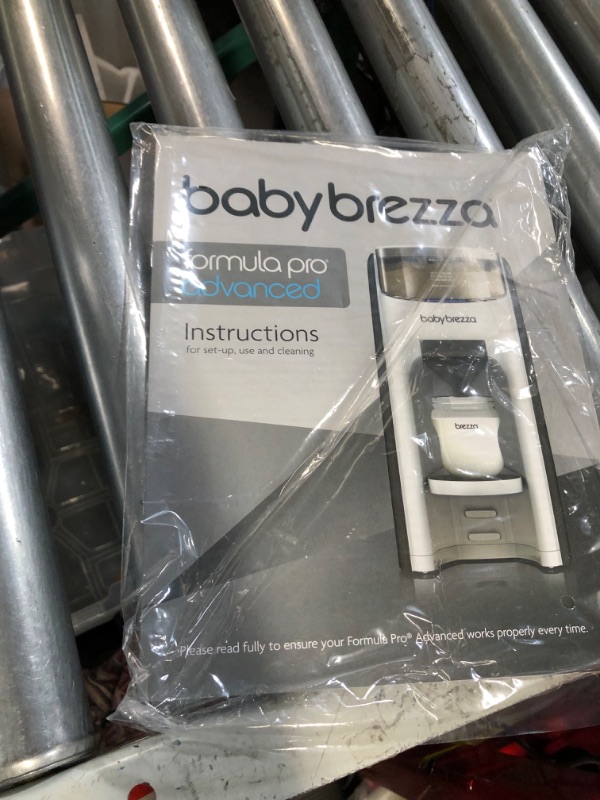 babybrezza
formula pro®
advanced
Instructions
for set-up, use and cleaning
babybrezza
brezza
Please read fully to ensure your Formula Pro® Advanced works properly every time.